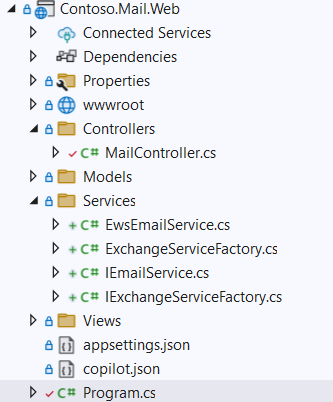 Contoso.Mail.Web
Connected Services
Dependencies
Properties
wwwroot
Controllers
C# MailController.cs
Models
Services
+ C# EwsEmailService.cs
+ C# ExchangeServiceFactory.cs
+ C# IEmailService.cs
+ C# IExchangeServiceFactory.cs
Views
appsettings.json
copilot.json
C# Program.cs